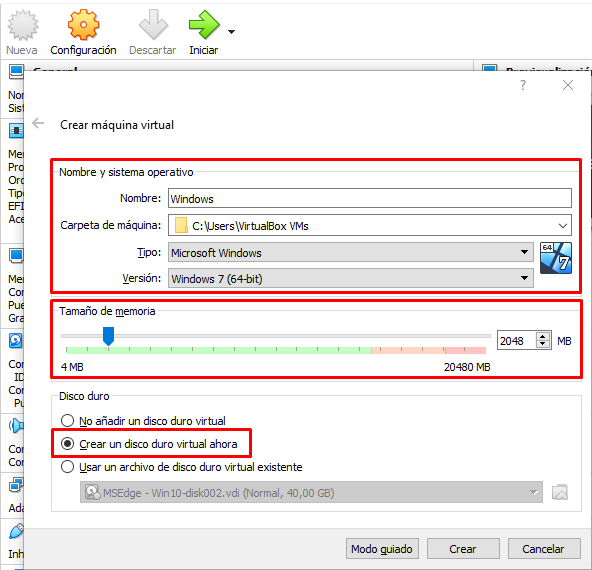 Nueva Configuración Descartar Iniciar
General Previsualización
?
Crear máquina virtual
Nombre y sistema operativo
Nombre: Windows
Carpeta de máquina: C:\Users\VirtualBox VMs
Tipo: Microsoft Windows
64
7
Versión: Windows 7 (64-bit)
Tamaño de memoria
2048 MB
4 MB 20480 MB
Disco duro
No añadir un disco duro virtual
Crear un disco duro virtual ahora
Usar un archivo de disco duro virtual existente
MSEdge - Win10-disk002.vdi (Normal, 40,00 GB)
Modo guiado Crear Cancelar
Nor
Sist
Mer
Pro
Ord
Tipo
EFI
Ace
Mer
Con
Pue
Gra
Con
ID
Con
Pu
Con
Con
Ada
Inh